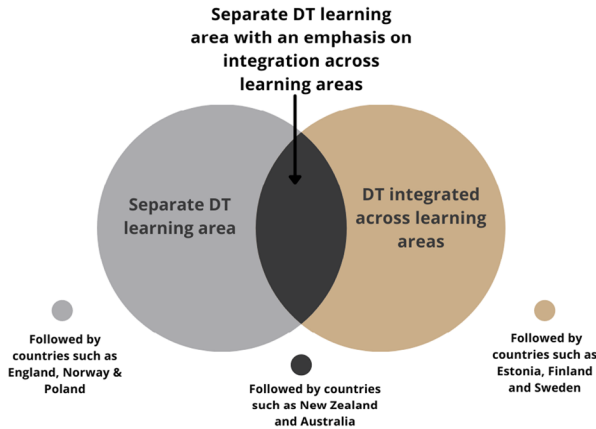 Separate DT learning
area with an emphasis on
integration across
learning areas
Separate DT
learning area
DT integrated
across learning
areas
Followed by
countries such as
England, Norway &
Poland
Followed by countries
such as New Zealand
and Australia
Followed by
countries such as
Estonia, Finland
and Sweden